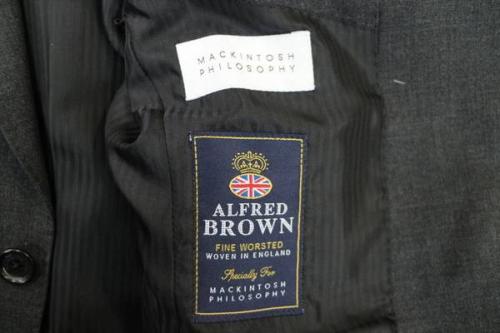 MACKINTOSH
PHILOSOPHY
ALFRED
BROWN
FINE WORSTED
WOVEN IN ENGLAND
Specially For
MACKINTOSH
PHILOSOPHY